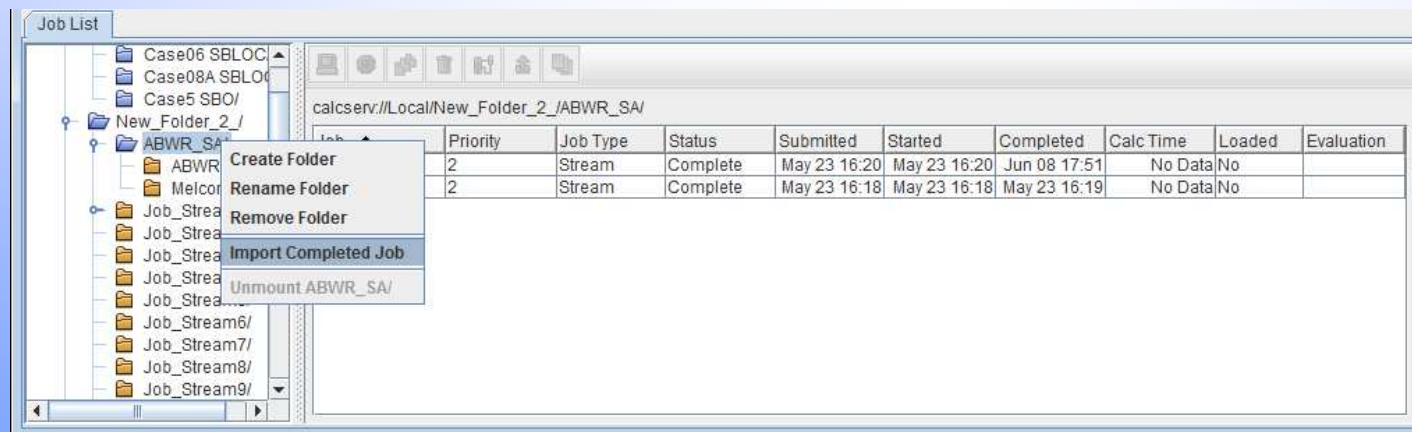 Job List
Case06 SBLOC
Case08A SBLO
Case5 SBO/
New_Folder_2_/
ABWR_SA/
ABWR
Melcor
Job_Strea
Job_Strea
Job_Strea
Job_Strea
Job_Stream6/
Job_Stream7/
Job_Stream8/
Job_Stream9/
Create Folder
Rename Folder
Remove Folder
Import Completed Job
Unmount ABWR_SA/
calcserv://Local/New_Folder_2_/ABWR_SA/
Job Priority Job Type Status Submitted Started Completed Calc Time Loaded Evaluation
2 Stream Complete May 23 16:20 May 23 16:20 Jun 08 17:51 No Data No
2 Stream Complete May 23 16:18 May 23 16:18 May 23 16:19 No Data No